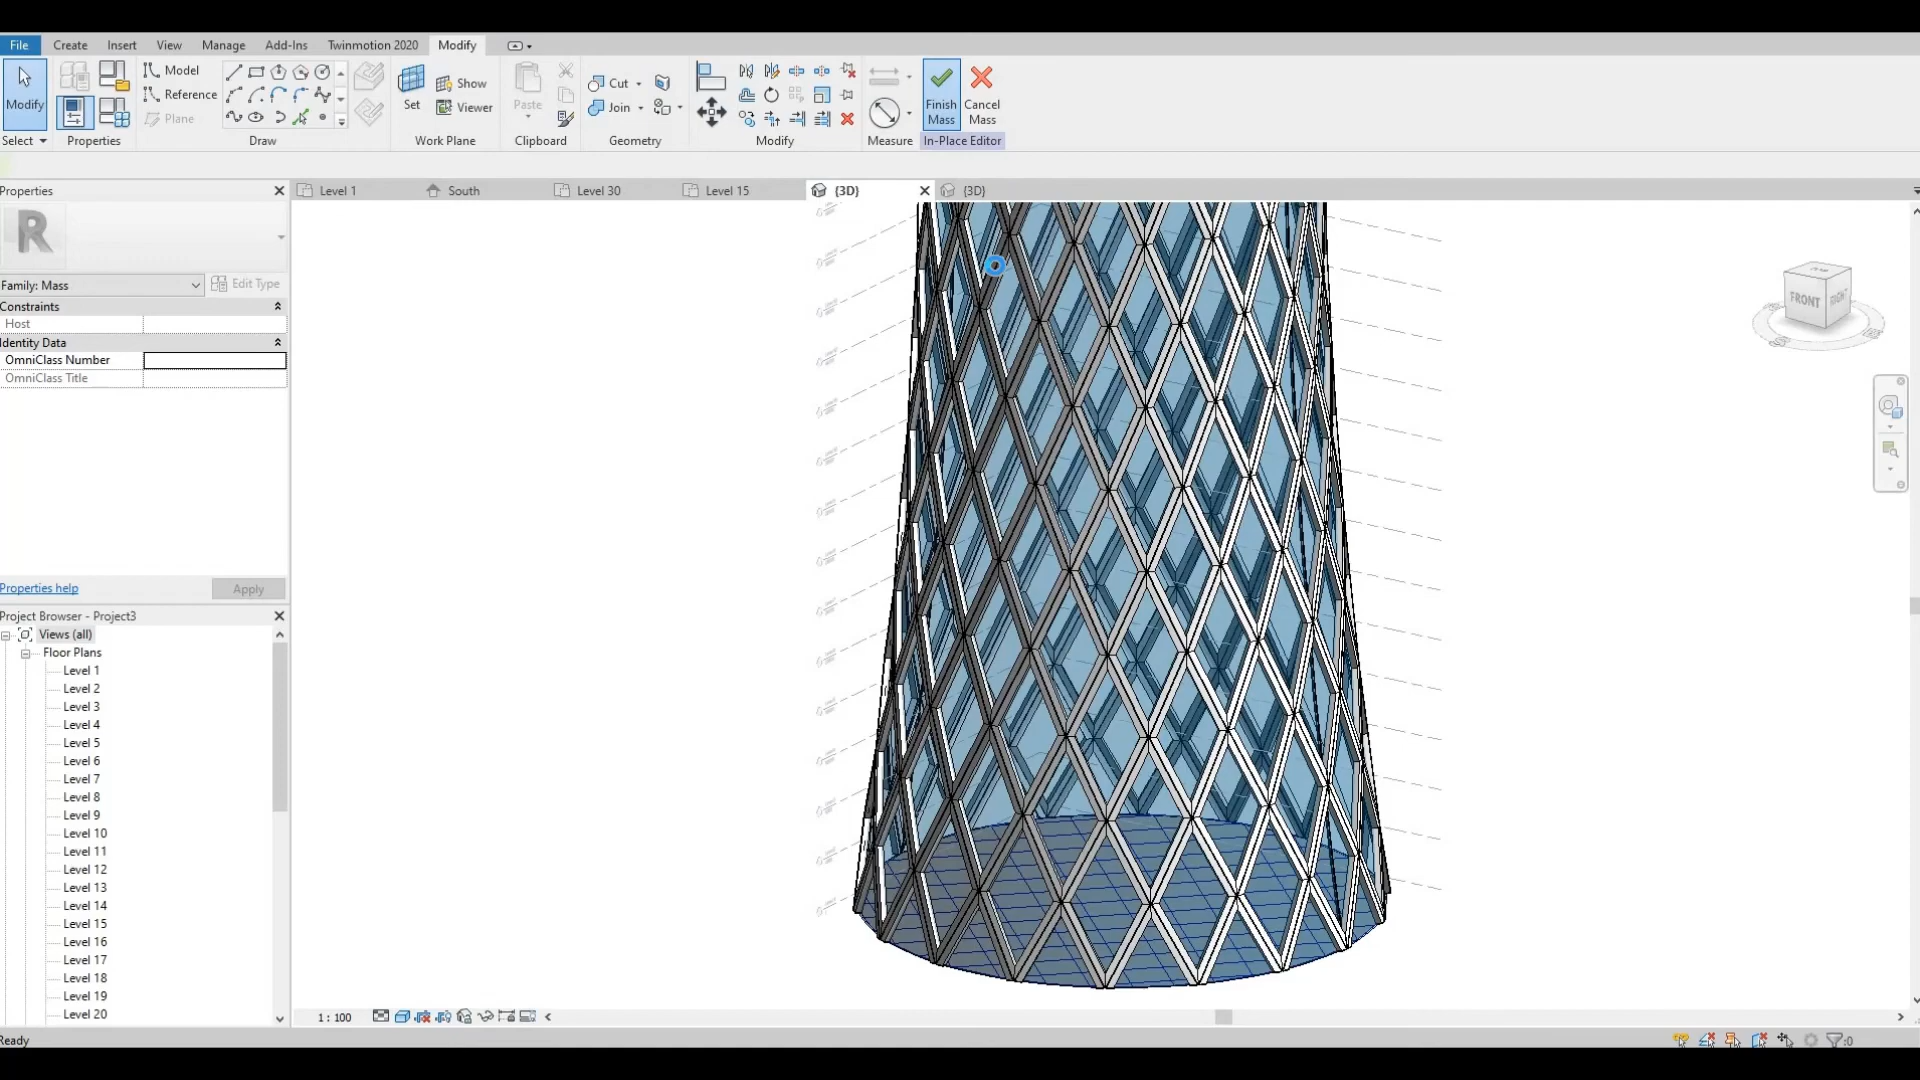 File Create Insert View Manage Add-Ins Twinmotion 2020 Modify
Modify
Select
Properties
Model
Reference
Plane
Draw
Set
Show
Viewer
Work Plane
Paste
Clipboard
Cut
Join
Geometry
Modify
Measure
Finish Mass
Cancel Mass
In-Place Editor
Properties
Level 1
South
Level 30
Level 15
{3D}
{3D}
R
Family: Mass
Edit Type
Constraints
Host
Identity Data
OmniClass Number
OmniClass Title
FRONT
RIGHT
Properties help
Apply
Project Browser - Project3
Views (all)
Floor Plans
Level 1
Level 2
Level 3
Level 4
Level 5
Level 6
Level 7
Level 8
Level 9
Level 10
Level 11
Level 12
Level 13
Level 14
Level 15
Level 16
Level 17
Level 18
Level 19
Level 20
1 : 100
Ready
:0